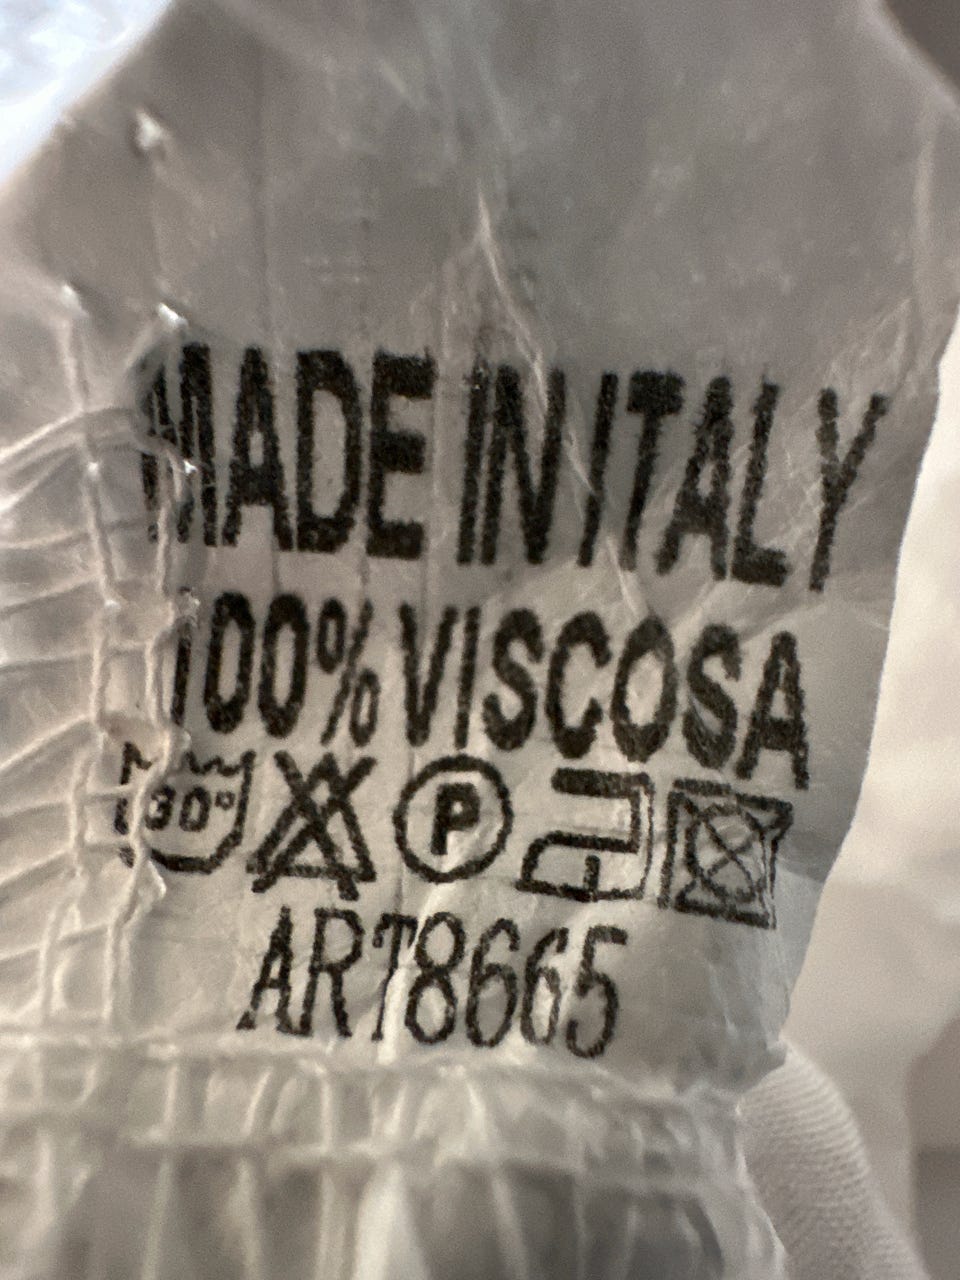 MADE IN ITALY
100% VISCOSA
30° P
ART8665